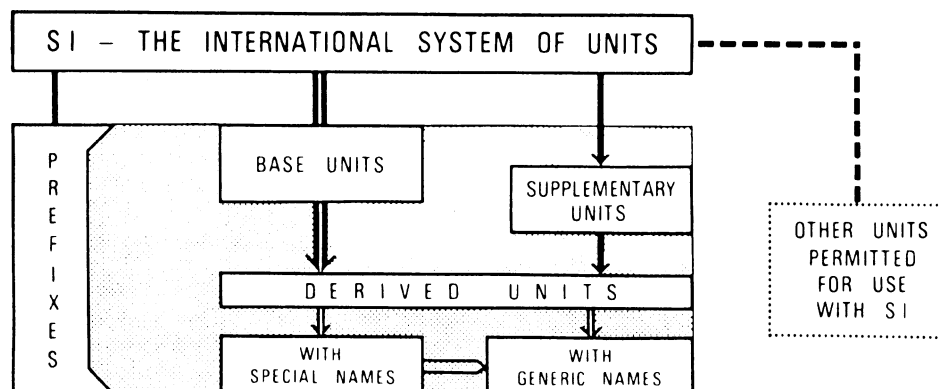 SI – THE INTERNATIONAL SYSTEM OF UNITS
PREFIXES
BASE UNITS
SUPPLEMENTARY
UNITS
OTHER UNITS
PERMITTED
FOR USE
WITH SI
DERIVED UNITS
WITH
SPECIAL NAMES
WITH
GENERIC NAMES